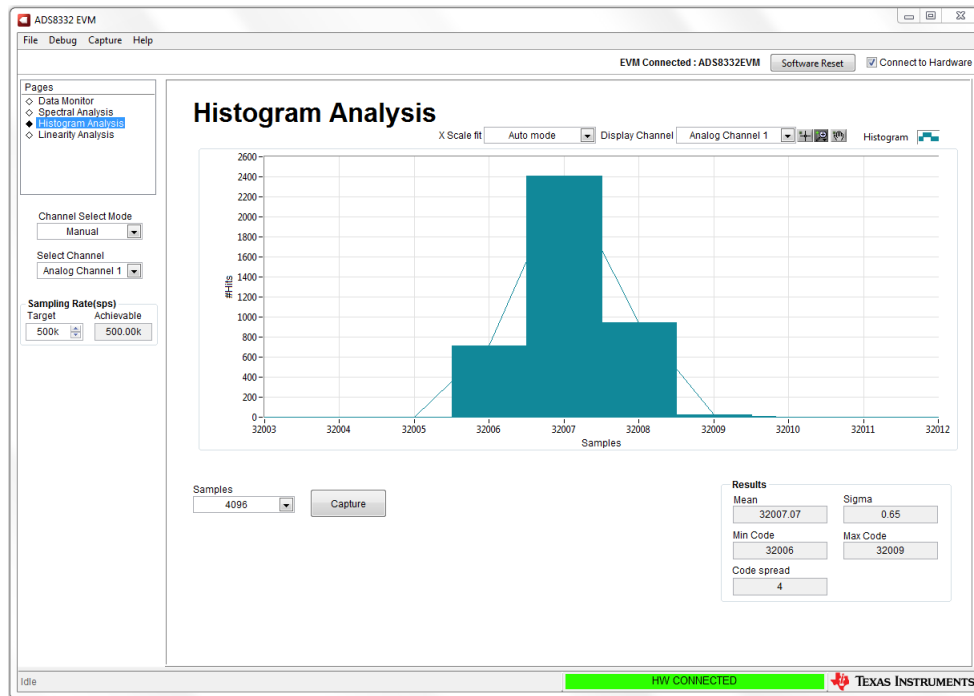 ADS8332 EVM
File Debug Capture Help
EVM Connected : ADS8332EVM Software Reset Connect to Hardware
Pages
Data Monitor
Spectral Analysis
Histogram Analysis
Linearity Analysis
Channel Select Mode
Manual
Select Channel
Analog Channel 1
Sampling Rate(sps)
Target Achievable
500k 500.00k
Histogram Analysis
X Scale fit Auto mode Display Channel Analog Channel 1 Histogram
2600
2400
2200
2000
1800
1600
1400
1200
1000
800
600
400
200
0
#Hits
32003 32004 32005 32006 32007 32008 32009 32010 32011 32012
Samples
Samples
4096 Capture
Results
Mean Sigma
32007.07 0.65
Min Code Max Code
32006 32009
Code spread
4
Idle HW CONNECTED TEXAS INSTRUMENTS